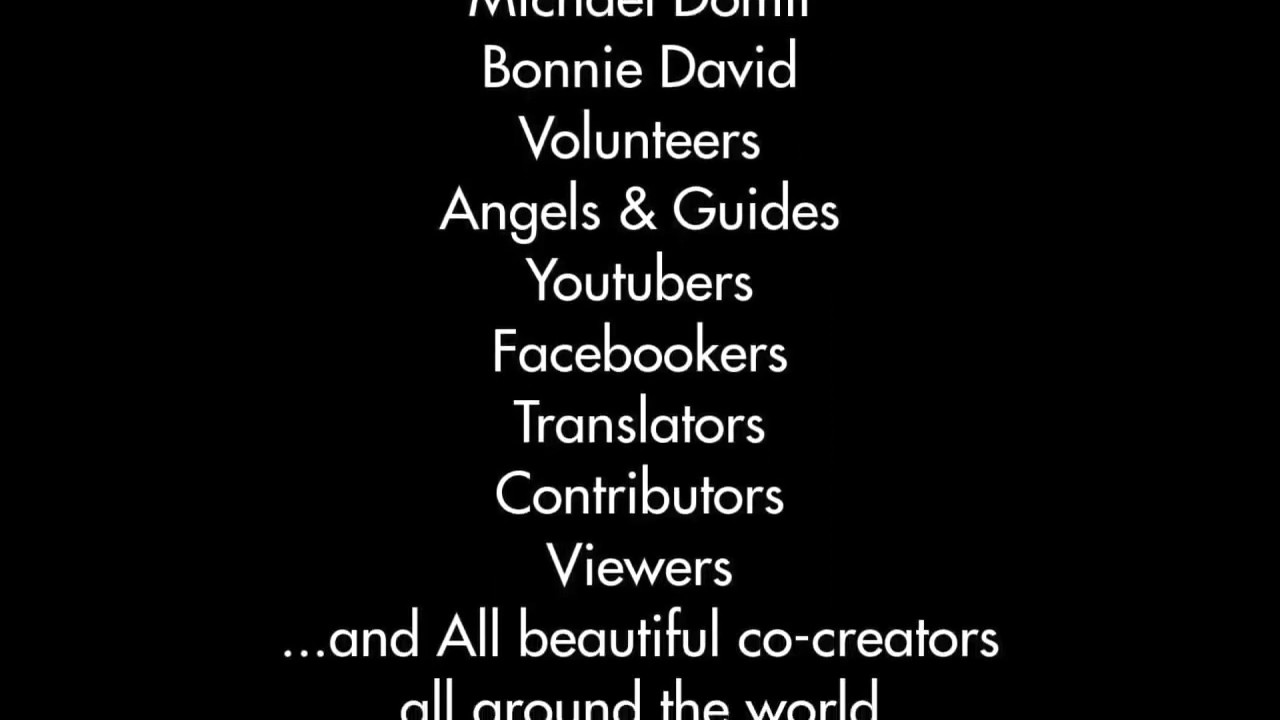 Michael
Bonnie David
Volunteers
Angels & Guides
Youtubers
Facebookers
Translators
Contributors
Viewers
...and All beautiful co-creators
all around the world